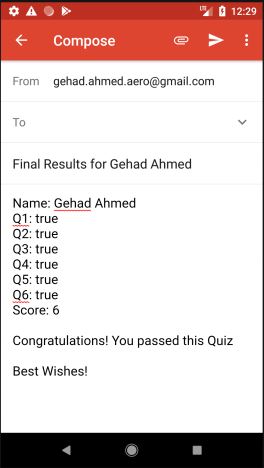 12:29
Compose
From gehad.ahmed.aero@gmail.com
To
Final Results for Gehad Ahmed
Name: Gehad Ahmed
Q1: true
Q2: true
Q3: true
Q4: true
Q5: true
Q6: true
Score: 6
Congratulations! You passed this Quiz
Best Wishes!